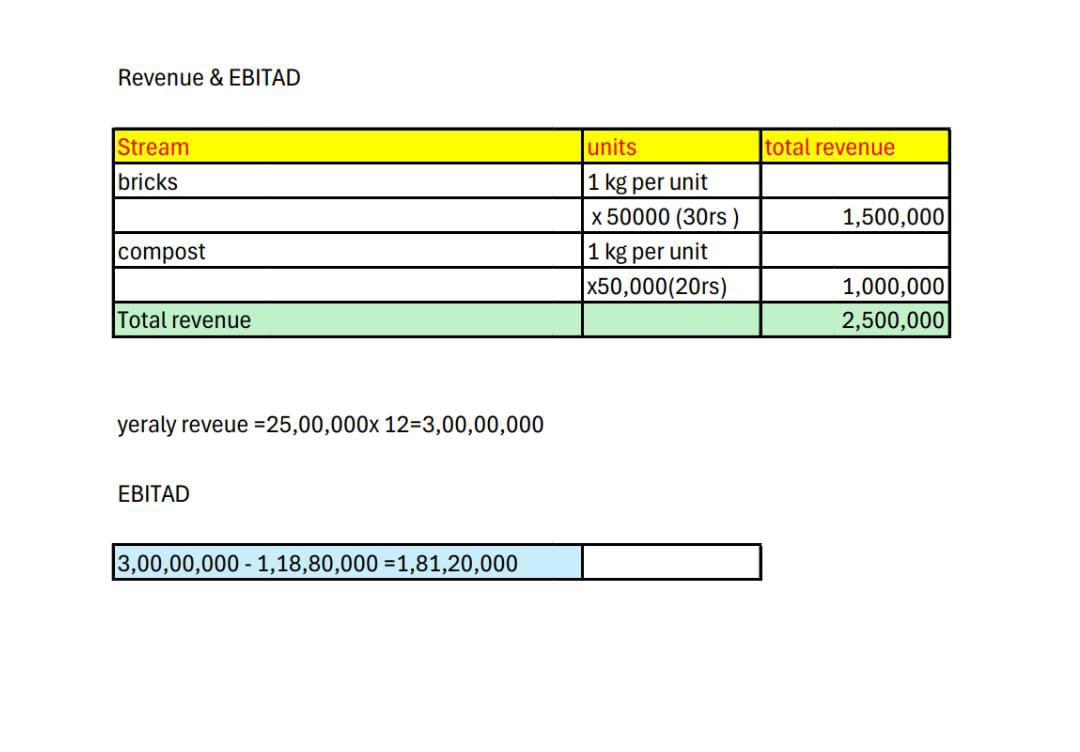 Revenue & EBITAD
Stream units total revenue
bricks 1 kg per unit
x 50000 (30rs ) 1,500,000
compost 1 kg per unit
x50,000(20rs) 1,000,000
Total revenue 2,500,000
yeraly reveue =25,00,000x 12=3,00,00,000
EBITAD
3,00,00,000 - 1,18,80,000 =1,81,20,000